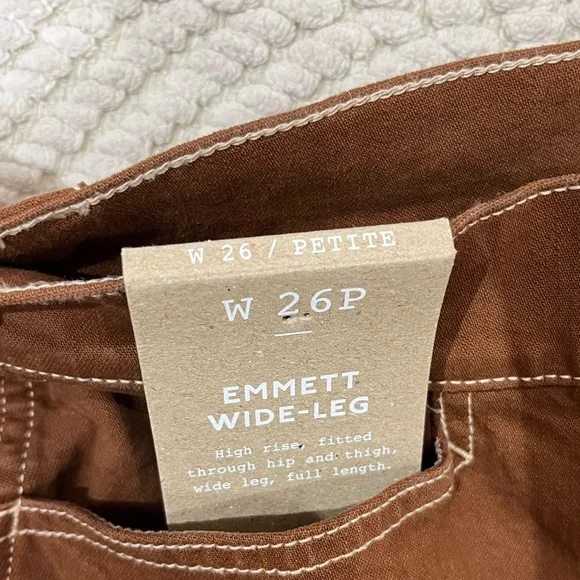 W 26 / PETITE
W 26P
EMMETT
WIDE-LEG
High rise, fitted
through hip and thigh,
wide leg, full length.